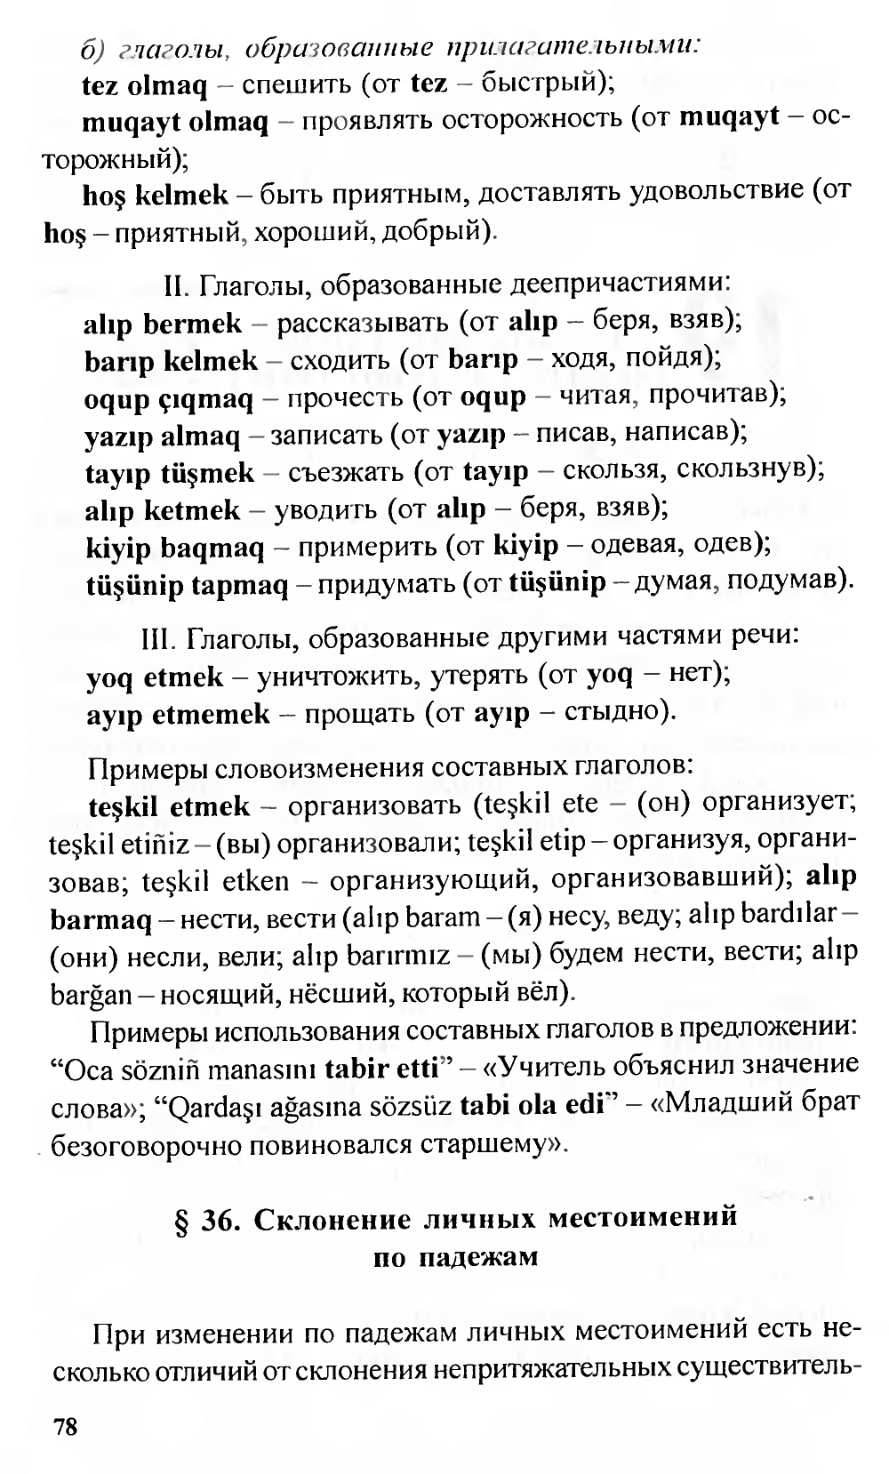 б) глаголы, образованные прилагательными:
tez olmaq – спешить (от tez – быстрый);
muqayt olmaq – проявлять осторожность (от muqayt – ос-
торожный);
hoş kelmek – быть приятным, доставлять удовольствие (от
hoş – приятный, хороший, добрый).
II. Глаголы, образованные деепричастиями:
alıp bermek – рассказывать (от alıp – беря, взяв);
barıp kelmek – сходить (от barıp – ходя, пойдя);
oqup çıqmaq – прочесть (от oqup – читая, прочитав);
yazıp almaq – записать (от yazıp – писав, написав);
tayıp tüşmek – съезжать (от tayıp – скользя, скользнув);
alıp ketmek – уводить (от alıp – беря, взяв);
kiyip baqmaq – примерить (от kiyip – одевая, одев);
tüşünip tapmaq – придумать (от tüşünip – думая, подумав).
III. Глаголы, образованные другими частями речи:
yoq etmek – уничтожить, утерять (от yoq – нет);
ayıp etmemek – прощать (от ayıp – стыдно).
Примеры словоизменения составных глаголов:
teşkil etmek – организовать (teşkil ete – (он) организует;
teşkil etiñiz – (вы) организовали; teşkil etip – организуя, органи-
зовав; teşkil etken – организующий, организовавший); alıp
barmaq – нести, вести (alıp baram – (я) несу, веду; alıp bardılar –
(они) несли, вели; alıp barırmız – (мы) будем нести, вести; alıp
barğan – носящий, нёсший, который вёл).
Примеры использования составных глаголов в предложении:
“Oca sözniñ manasını tabir etti” – «Учитель объяснил значение
слова»; “Qardaşı ağasına sözsüz tabi ola edi” – «Младший брат
безоговорочно повиновался старшему».
§ 36. Склонение личных местоимений
по падежам
При изменении по падежам личных местоимений есть не-
сколько отличий от склонения непритяжательных существитель-
78